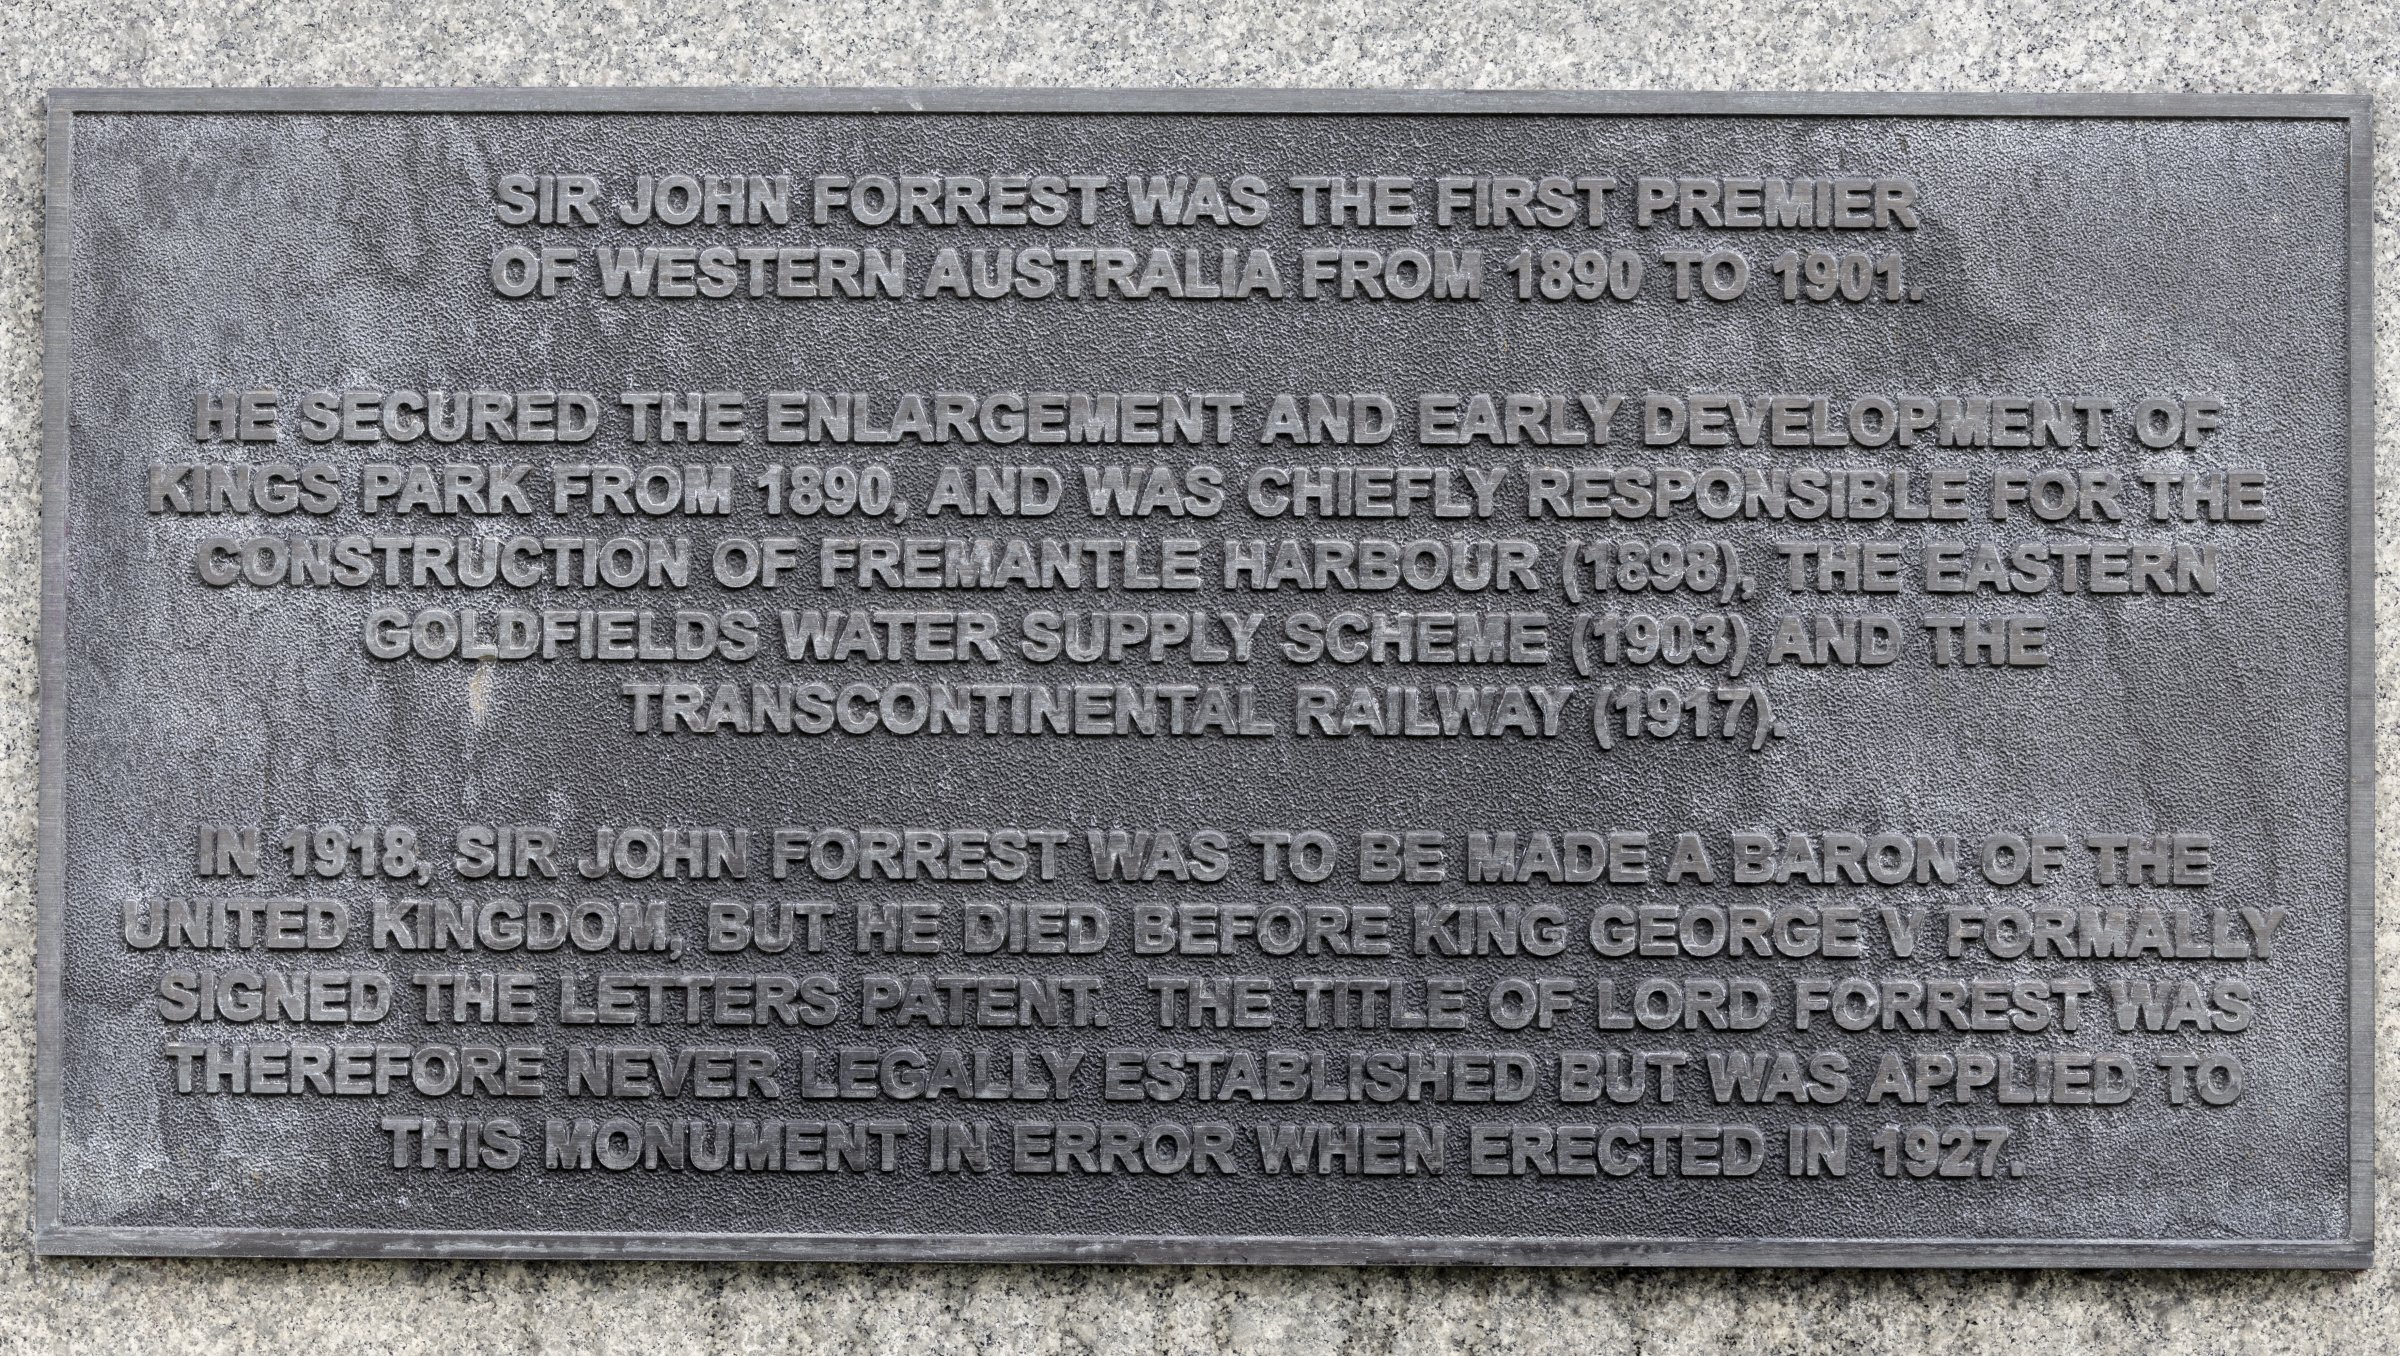 SIR JOHN FORREST WAS THE FIRST PREMIER
OF WESTERN AUSTRALIA FROM 1890 TO 1901.
HE SECURED THE ENLARGEMENT AND EARLY DEVELOPMENT OF
KINGS PARK FROM 1890, AND WAS CHIEFLY RESPONSIBLE FOR THE
CONSTRUCTION OF FREMANTLE HARBOUR (1898), THE EASTERN
GOLDFIELDS WATER SUPPLY SCHEME (1903) AND THE
TRANSCONTINENTAL RAILWAY (1917).
IN 1918, SIR JOHN FORREST WAS TO BE MADE A BARON OF THE
UNITED KINGDOM, BUT HE DIED BEFORE KING GEORGE V FORMALLY
SIGNED THE LETTERS PATENT. THE TITLE OF LORD FORREST WAS
THEREFORE NEVER LEGALLY ESTABLISHED BUT WAS APPLIED TO
THIS MONUMENT IN ERROR WHEN ERECTED IN 1927.